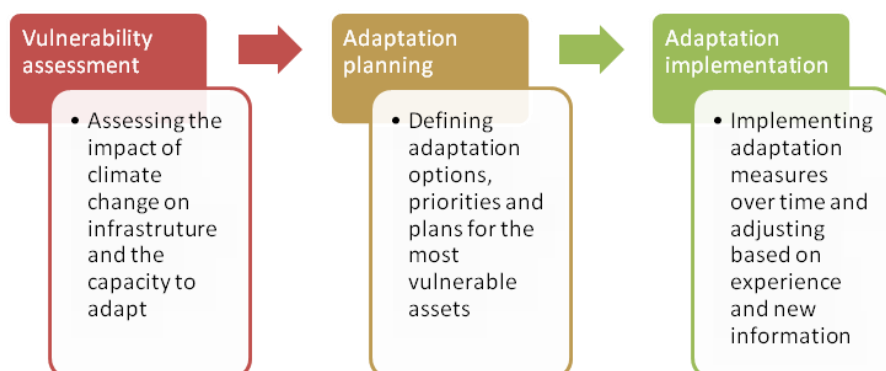 Vulnerability
assessment
• Assessing the
impact of
climate
change on
infrastruture
and the
capacity to
adapt
Adaptation
planning
• Defining
adaptation
options,
priorities and
plans for the
most
vulnerable
assets
Adaptation
implementation
• Implementing
adaptation
measures
over time and
adjusting
based on
experience
and new
information